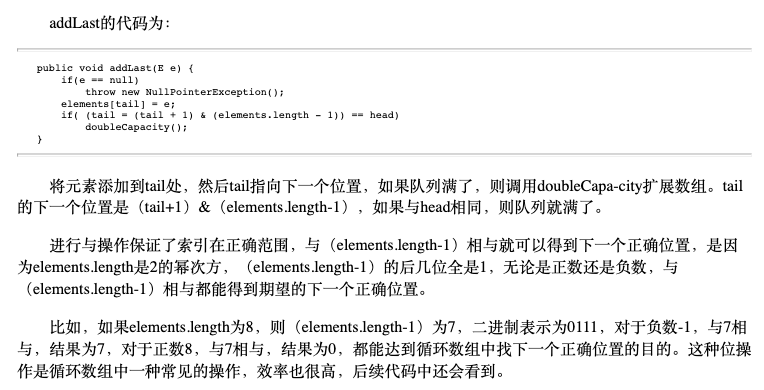 addLast的代码为：
public void addLast(E e) {
    if(e == null)
        throw new NullPointerException();
    elements[tail] = e;
    if( (tail = (tail + 1) & (elements.length - 1)) == head)
        doubleCapacity();
}
将元素添加到tail处，然后tail指向下一个位置，如果队列满了，则调用doubleCapa-city扩展数组。tail
的下一个位置是（tail+1）&（elements.length-1），如果与head相同，则队列就满了。
进行与操作保证了索引在正确范围，与（elements.length-1）相与就可以得到下一个正确位置，是因
为elements.length是2的幂次方，（elements.length-1）的后几位全是1，无论是正数还是负数，与
（elements.length-1）相与都能得到期望的下一个正确位置。
比如，如果elements.length为8，则（elements.length-1）为7，二进制表示为0111，对于负数-1，与7相
与，结果为7，对于正数8，与7相与，结果为0，都能达到循环数组中找下一个正确位置的目的。这种位
操作是循环数组中一种常见的操作，效率也很高，后续代码中还会看到。